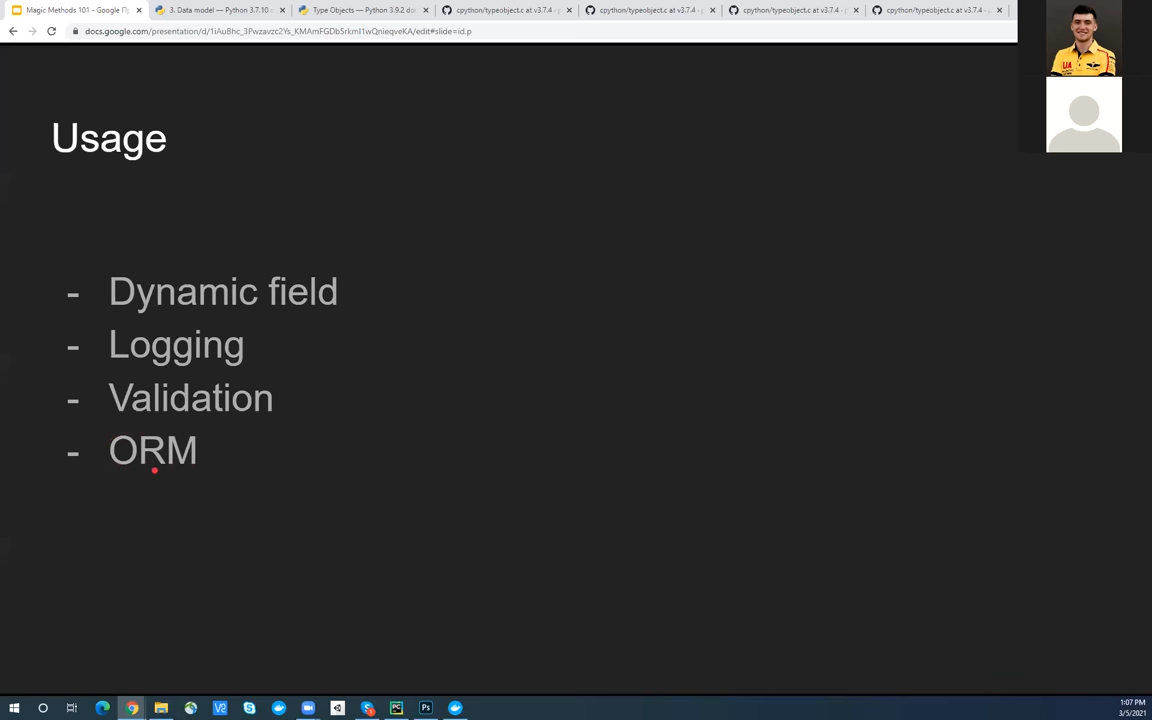 Magic Methods 101 - Google П
3. Data model — Python 3.7.10
Type Objects — Python 3.9.2 do
cpython/typeobject.c at v3.7.4
cpython/typeobject.c at v3.7.4
cpython/typeobject.c at v3.7.4
cpython/typeobject.c at v3.7.4
Usage
- Dynamic field
- Logging
- Validation
- ORM
UA
1:07 PM
3/5/2021